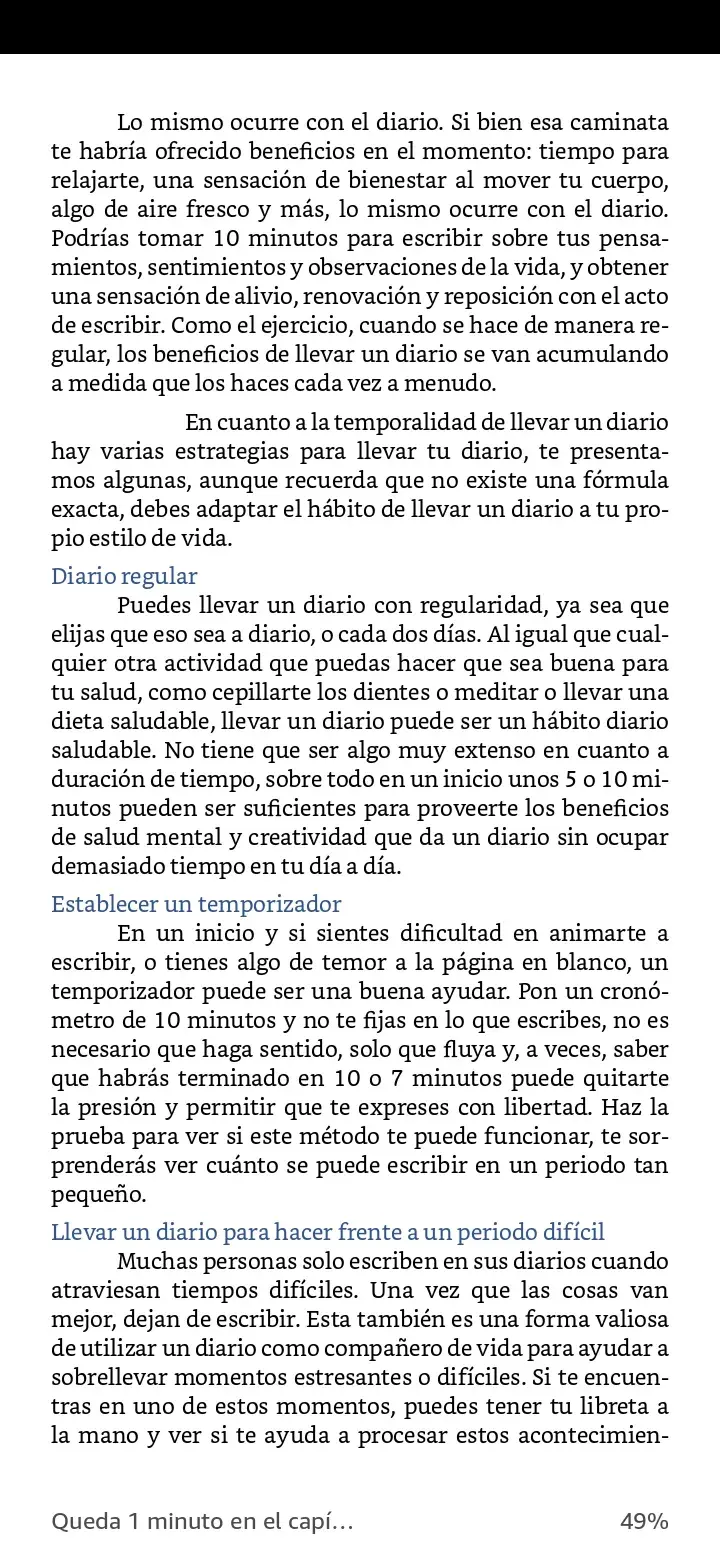 Lo mismo ocurre con el diario. Si bien esa caminata
te habría ofrecido beneficios en el momento: tiempo para
relajarte, una sensación de bienestar al mover tu cuerpo,
algo de aire fresco y más, lo mismo ocurre con el diario.
Podrías tomar 10 minutos para escribir sobre tus pensa-
mientos, sentimientos y observaciones de la vida, y obtener
una sensación de alivio, renovación y reposición con el acto
de escribir. Como el ejercicio, cuando se hace de manera re-
gular, los beneficios de llevar un diario se van acumulando
a medida que los haces cada vez a menudo.
En cuanto a la temporalidad de llevar un diario
hay varias estrategias para llevar tu diario, te presenta-
mos algunas, aunque recuerda que no existe una fórmula
exacta, debes adaptar el hábito de llevar un diario a tu pro-
pio estilo de vida.
Diario regular
Puedes llevar un diario con regularidad, ya sea que
elijas que eso sea a diario, o cada dos días. Al igual que cual-
quier otra actividad que puedas hacer que sea buena para
tu salud, como cepillarte los dientes o meditar o llevar una
dieta saludable, llevar un diario puede ser un hábito diario
saludable. No tiene que ser algo muy extenso en cuanto a
duración de tiempo, sobre todo en un inicio unos 5 o 10 mi-
nutos pueden ser suficientes para proveerte los beneficios
de salud mental y creatividad que da un diario sin ocupar
demasiado tiempo en tu día a día.
Establecer un temporizador
En un inicio y si sientes dificultad en animarte a
escribir, o tienes algo de temor a la página en blanco, un
temporizador puede ser una buena ayudar. Pon un cronó-
metro de 10 minutos y no te fijas en lo que escribes, no es
necesario que haga sentido, solo que fluya y, a veces, saber
que habrás terminado en 10 o 7 minutos puede quitarte
la presión y permitir que te expreses con libertad. Haz la
prueba para ver si este método te puede funcionar, te sor-
prenderás ver cuánto se puede escribir en un periodo tan
pequeño.
Llevar un diario para hacer frente a un periodo difícil
Muchas personas solo escriben en sus diarios cuando
atraviesan tiempos difíciles. Una vez que las cosas van
mejor, dejan de escribir. Esta también es una forma valiosa
de utilizar un diario como compañero de vida para ayudar a
sobrellevar momentos estresantes o difíciles. Si te encuen-
tras en uno de estos momentos, puedes tener tu libreta a
la mano y ver si te ayuda a procesar estos acontecimien-
Queda 1 minuto en el capí… 49%